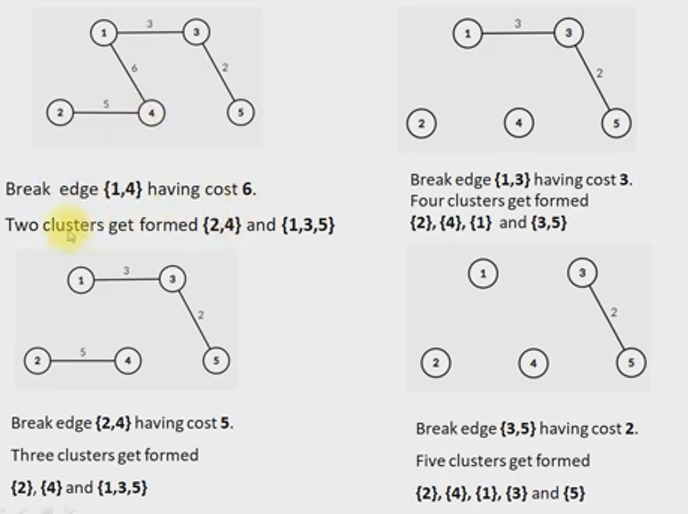 1 3 3
6 2
2 5 4 5
Break edge {1,4} having cost 6.
Two clusters get formed {2,4} and {1,3,5}
1 3 3
2
2 5 4 5
Break edge {2,4} having cost 5.
Three clusters get formed
{2}, {4} and {1,3,5}
1 3 3
2
2 4 5
Break edge {1,3} having cost 3.
Four clusters get formed
{2}, {4}, {1} and {3,5}
1 3
2
2 4 5
Break edge {3,5} having cost 2.
Five clusters get formed
{2}, {4}, {1}, {3} and {5}